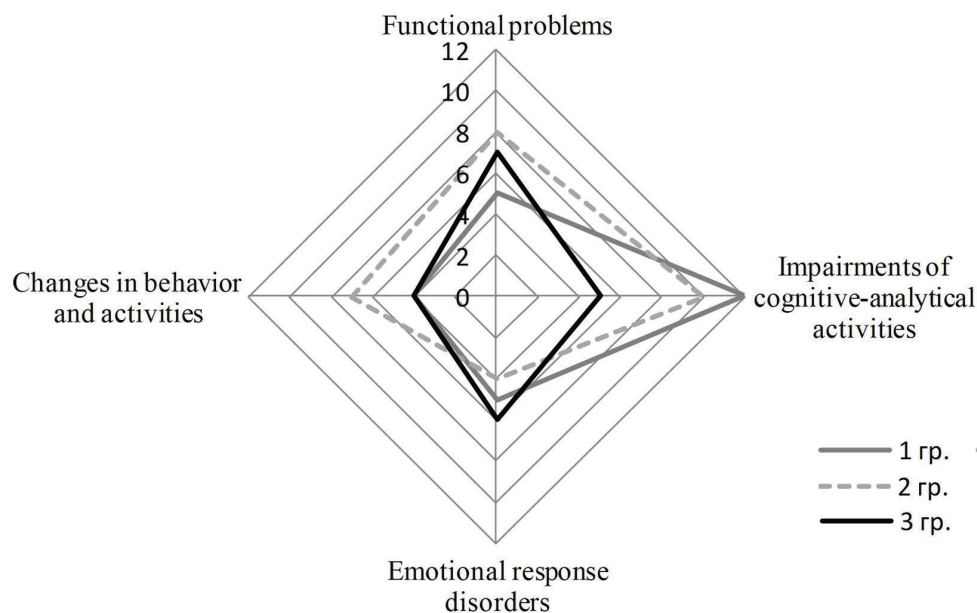 Functional problems
12
10
8
6
4
2
0
Changes in behavior
and activities
Impairments of
cognitive-analytical
activities
Emotional response
disorders
1 гр.
2 гр.
3 гр.